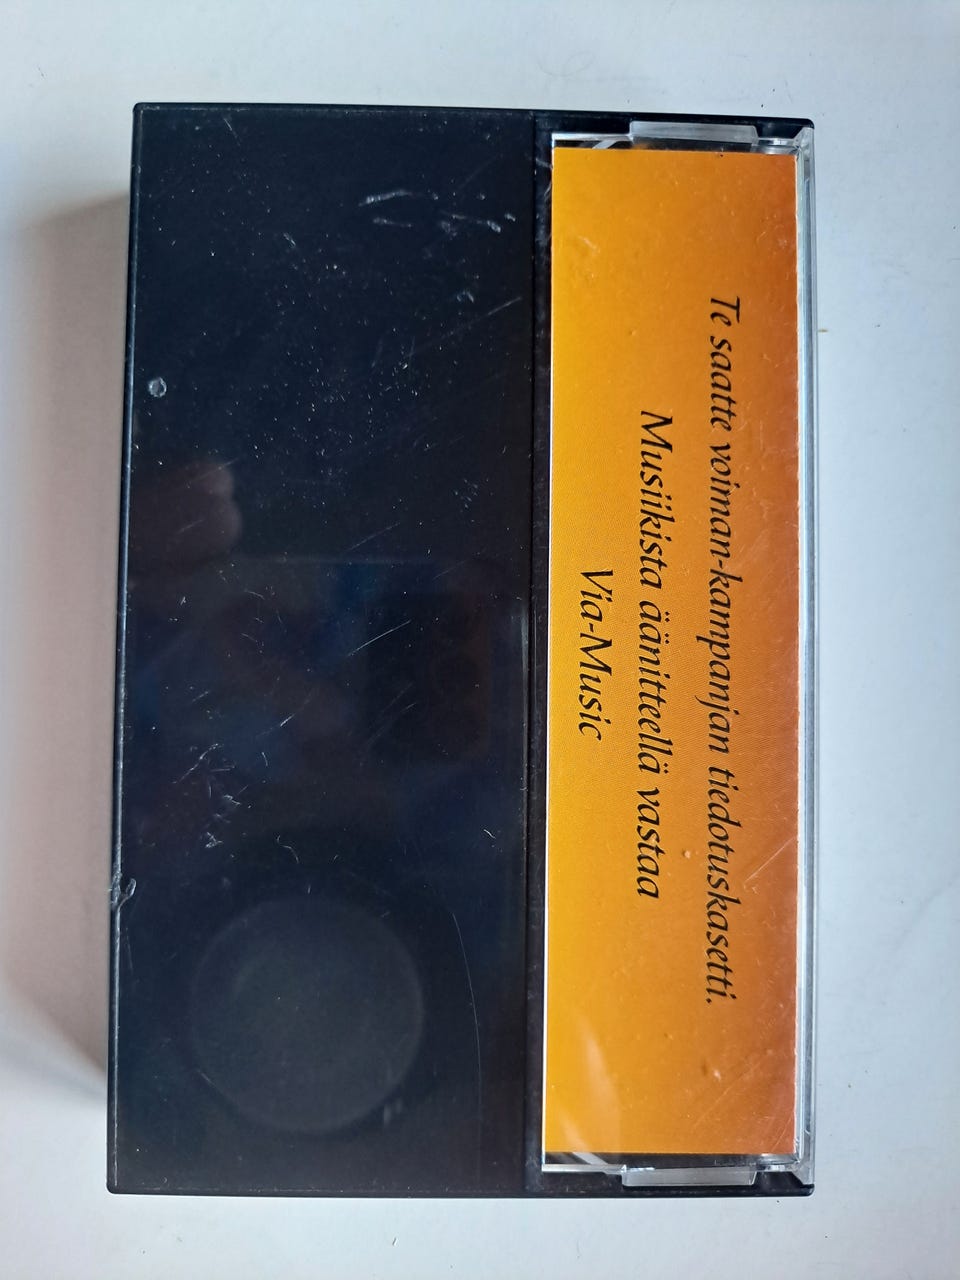 Te saatte voiman-kampanjan tiedotuskasetti.
Musiikista äänitteellä vastaa
Via-Music